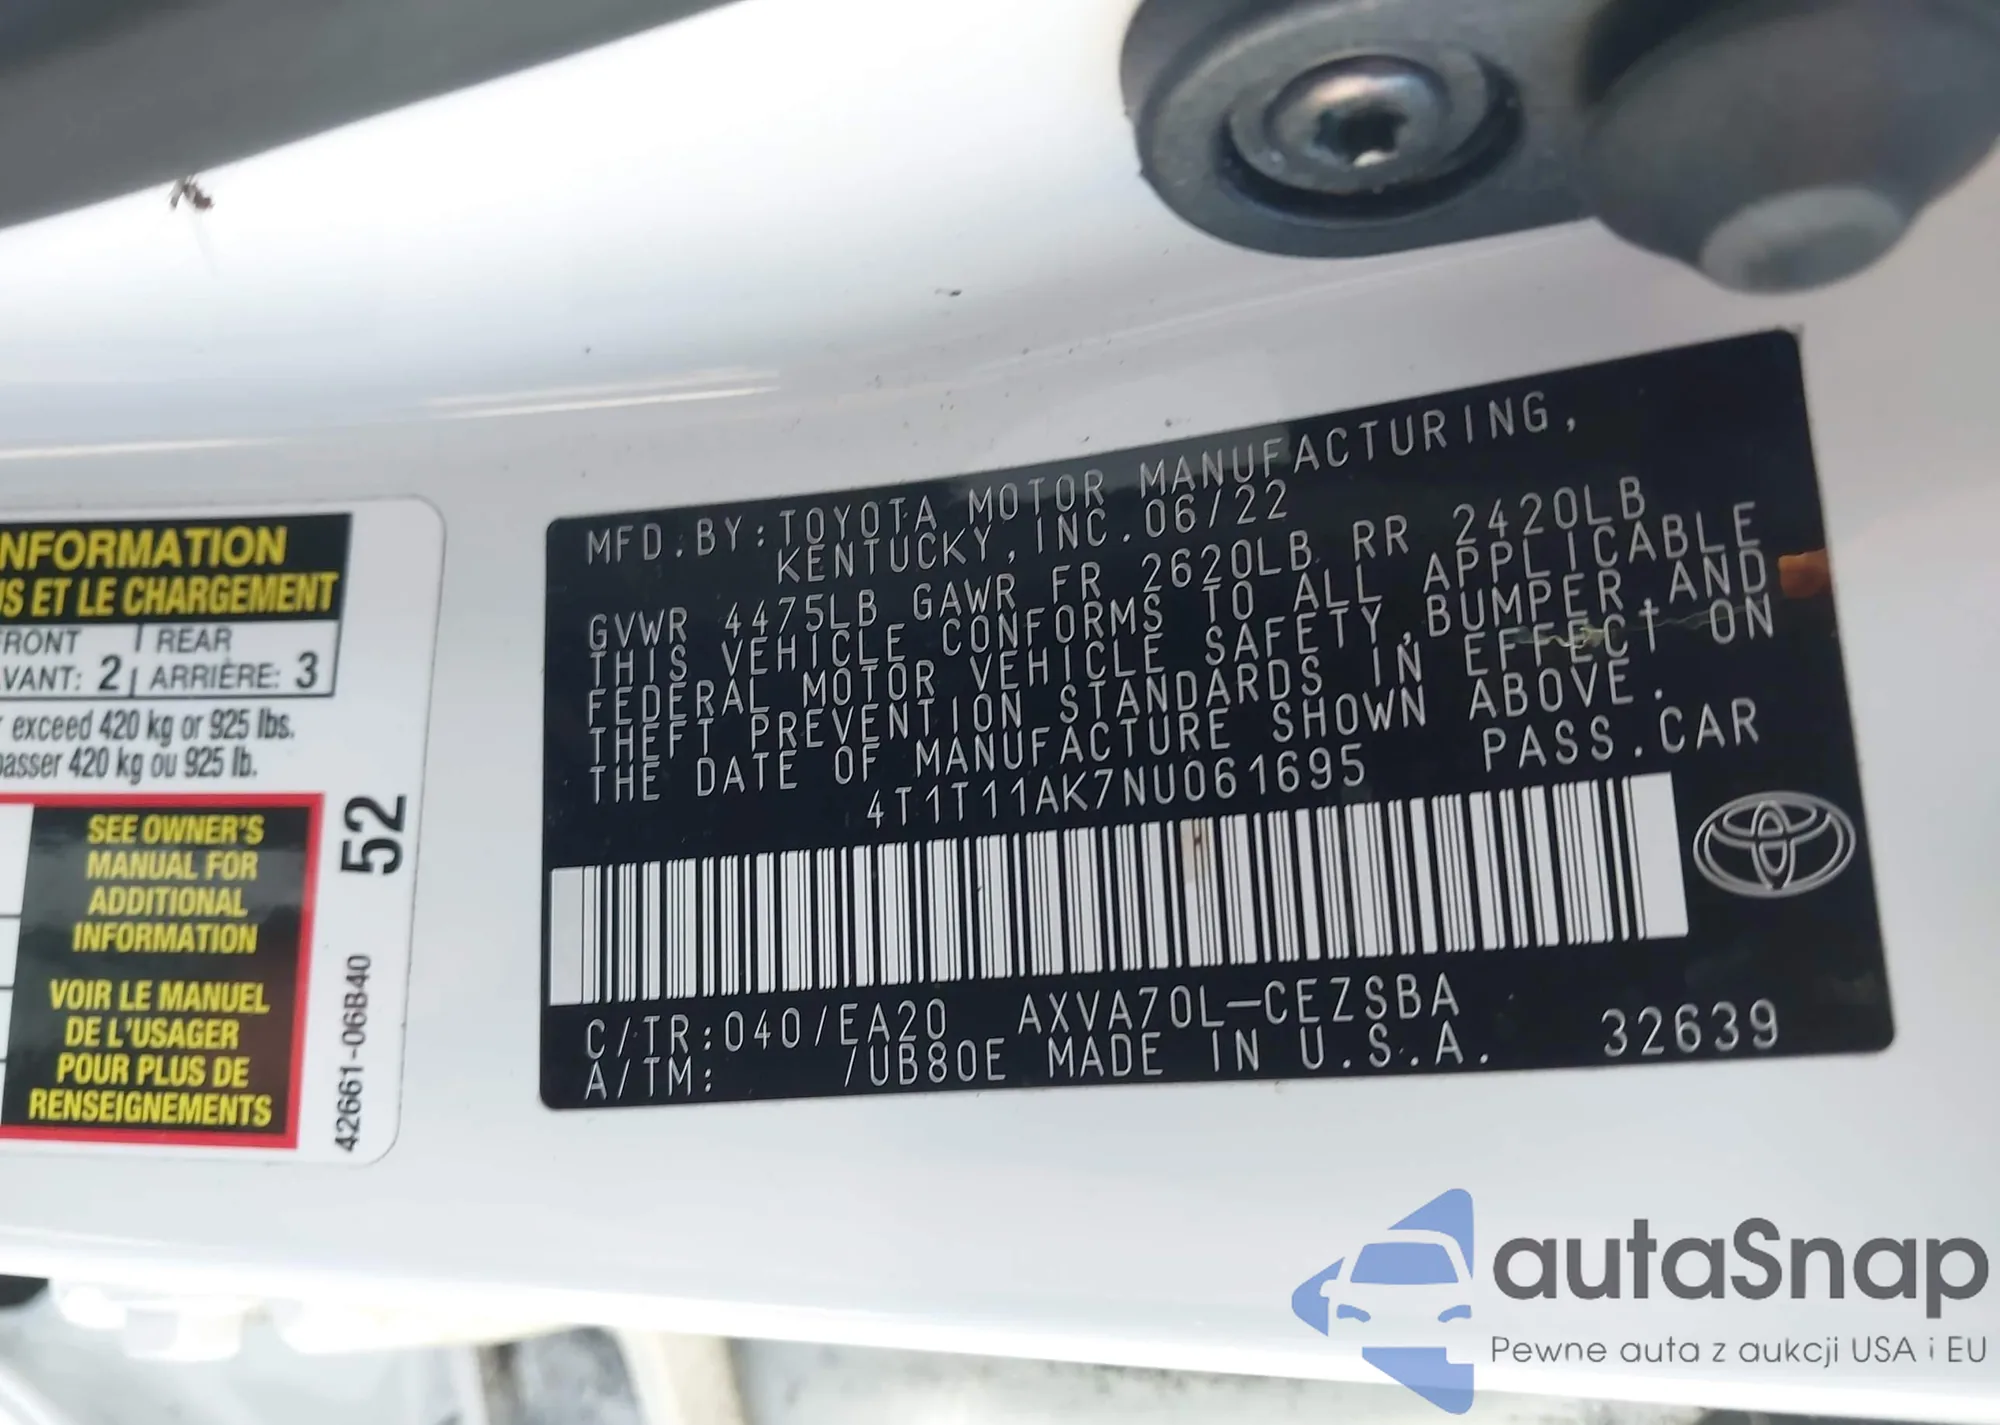 NFORMATION
US ET LE CHARGEMENT
FRONT | REAR
VANT: 2 | ARRIÈRE: 3
r exceed 420 kg or 925 lbs.
passer 420 kg ou 925 lb.
SEE OWNER'S
MANUAL FOR
ADDITIONAL
INFORMATION
VOIR LE MANUEL
DE L'USAGER
POUR PLUS DE
RENSEIGNEMENTS
52
42661-06B40
MFD.BY:TOYOTA MOTOR MANUFACTURING,
KENTUCKY, INC.06/22
GVWR 4475LB GAWR FR 2620LB RR 2420LB
THIS VEHICLE CONFORMS TO ALL APPLICABLE
FEDERAL MOTOR VEHICLE SAFETY,BUMPER,AND
THEFT PREVENTION STANDARDS IN EFFECT ON
THE DATE OF MANUFACTURE SHOWN ABOVE.
4T1T11AK7NU061695 PASS.CAR
C/TR:040/EA20 AXVA70L-CEZSBA
A/TM: /UB80E MADE IN U.S.A. 32639
autaSnap
Pewne auta z aukcji USA i EU